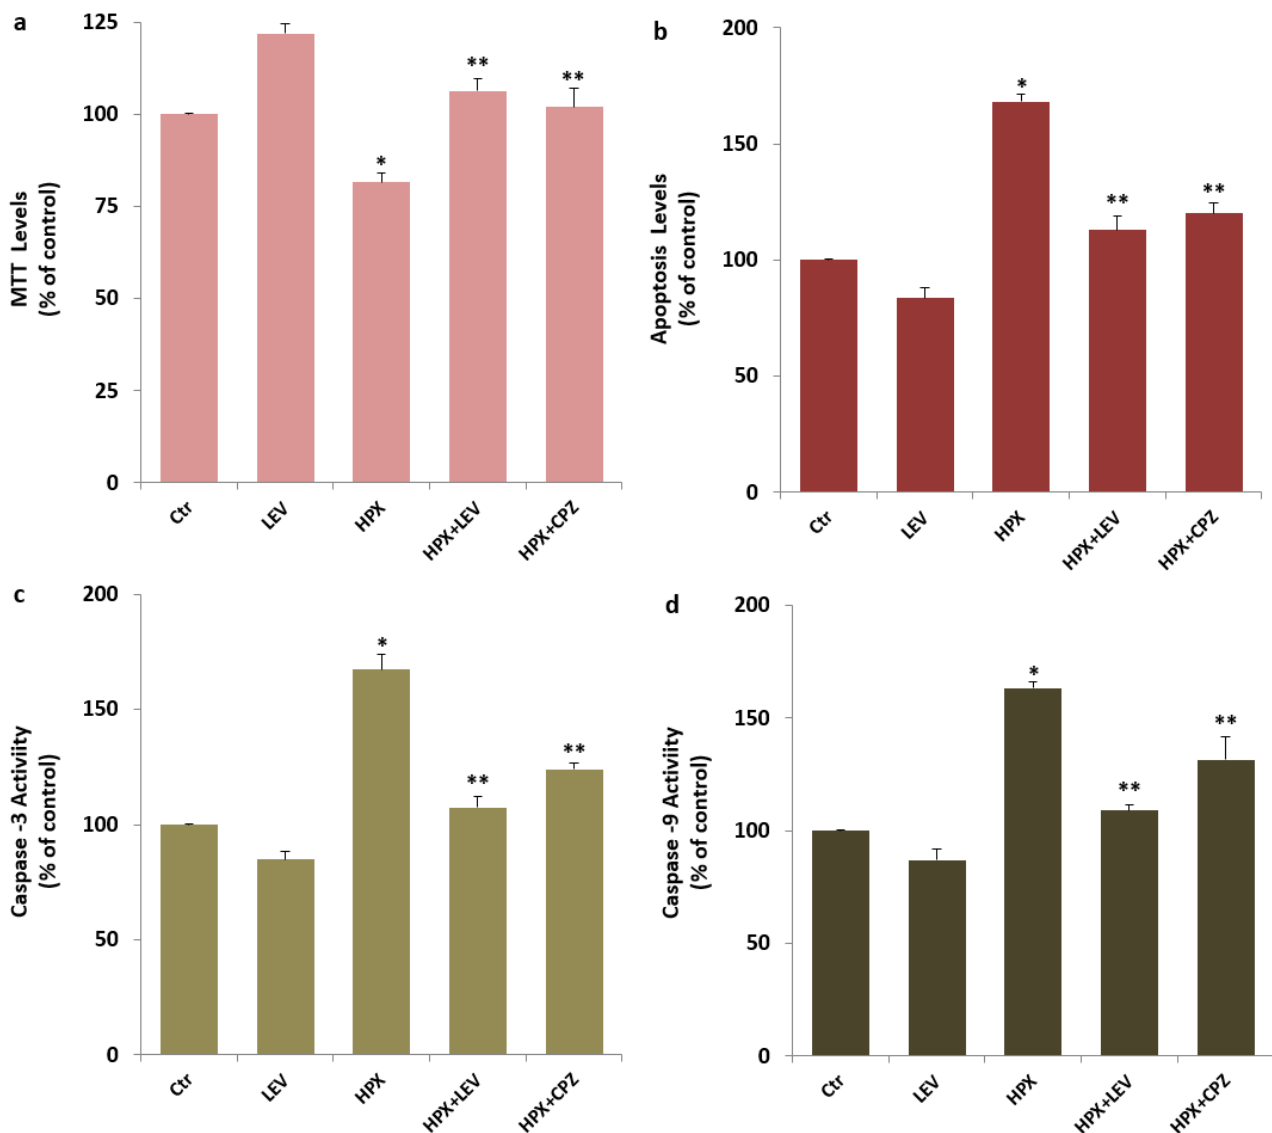 a
MTT Levels
(% of control)
125
100
75
50
25
0
**
**
*
Ctr
LEV
HPX
HPX+LEV
HPX+CPZ
b
Apoptosis Levels
(% of control)
200
150
100
50
0
*
**
**
Ctr
LEV
HPX
HPX+LEV
HPX+CPZ
c
Caspase -3 Activiity
(% of control)
200
150
100
50
0
*
**
**
Ctr
LEV
HPX
HPX+LEV
HPX+CPZ
d
Caspase -9 Activiity
(% of control)
200
150
100
50
0
*
**
**
Ctr
LEV
HPX
HPX+LEV
HPX+CPZ